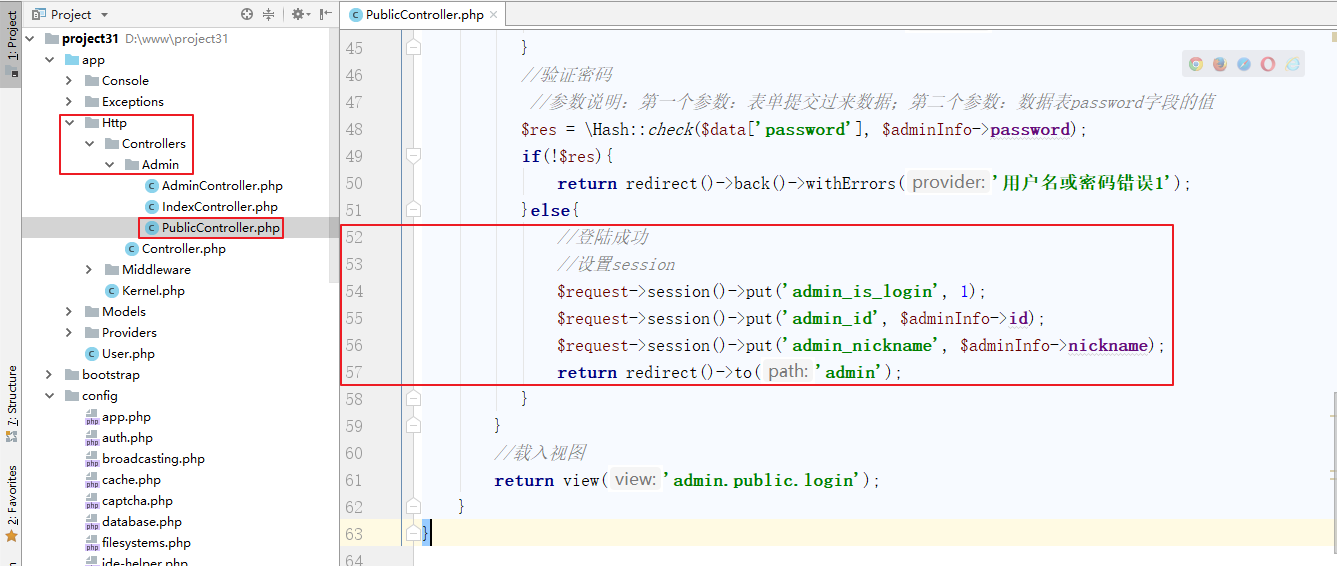 Project
PublicController.php
1: Project
7: Structure
2: Favorites
project31 D:\www\project31
app
Console
Exceptions
Http
Controllers
Admin
AdminController.php
IndexController.php
PublicController.php
Controller.php
Middleware
Kernel.php
Models
Providers
User.php
bootstrap
config
app.php
auth.php
broadcasting.php
cache.php
captcha.php
database.php
filesystems.php
ide-helper.php
45 }
46 //验证密码
47 //参数说明：第一个参数：表单提交过来数据；第二个参数：数据表password字段的值
48 $res = \Hash::check($data['password'], $adminInfo->password);
49 if(!$res){
50 return redirect()->back()->withErrors( provider: '用户名或密码错误1');
51 }else{
52 //登陆成功
53 //设置session
54 $request->session()->put('admin_is_login', 1);
55 $request->session()->put('admin_id', $adminInfo->id);
56 $request->session()->put('admin_nickname', $adminInfo->nickname);
57 return redirect()->to( path: 'admin');
58 }
59 }
60 //载入视图
61 return view( view: 'admin.public.login');
62 }
63 }
64